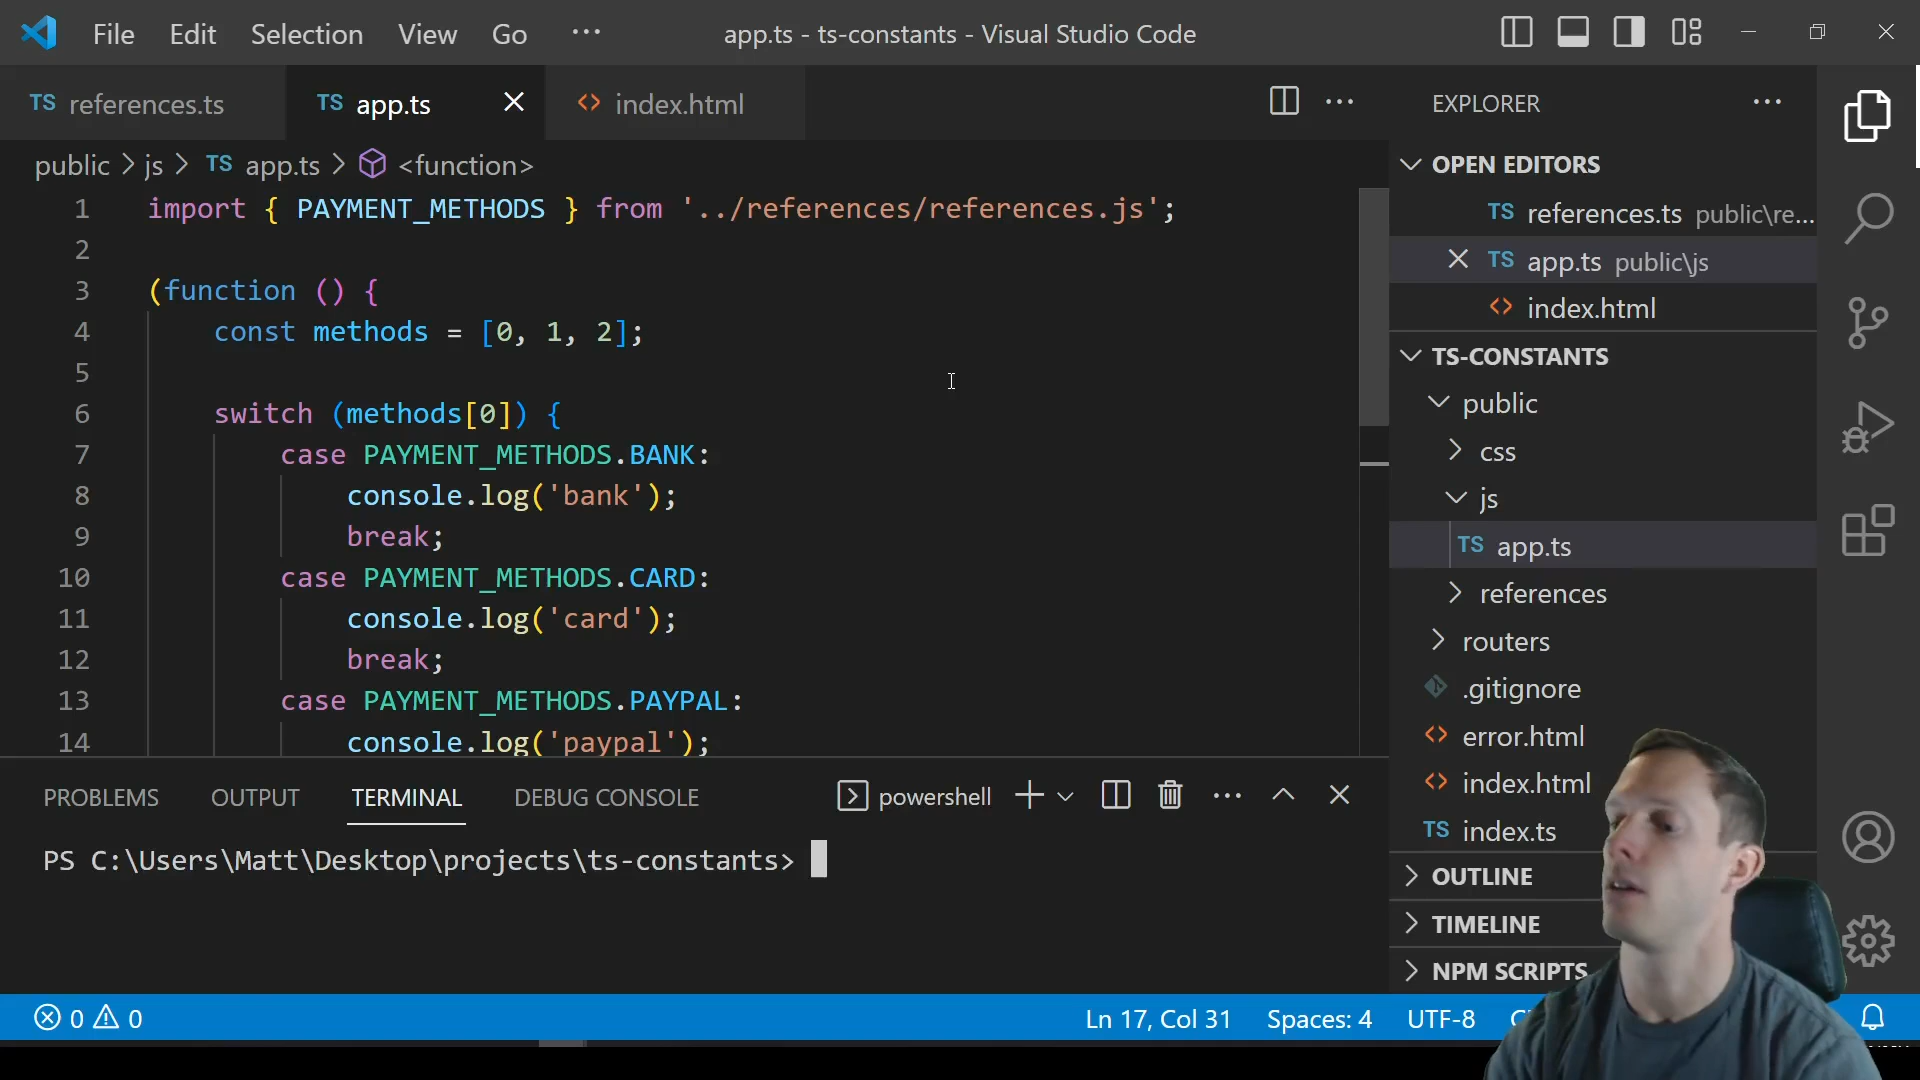 File Edit Selection View Go ...
app.ts - ts-constants - Visual Studio Code
TS references.ts
TS app.ts
<> index.html
public > js > TS app.ts > <function>
1 import { PAYMENT_METHODS } from '../references/references.js';
2
3 (function () {
4 const methods = [0, 1, 2];
5
6 switch (methods[0]) {
7 case PAYMENT_METHODS.BANK:
8 console.log('bank');
9 break;
10 case PAYMENT_METHODS.CARD:
11 console.log('card');
12 break;
13 case PAYMENT_METHODS.PAYPAL:
14 console.log('paypal');
PROBLEMS OUTPUT TERMINAL DEBUG CONSOLE
powershell
PS C:\Users\Matt\Desktop\projects\ts-constants>
EXPLORER
OPEN EDITORS
TS references.ts public\re...
TS app.ts public\js
<> index.html
TS-CONSTANTS
public
css
js
TS app.ts
references
routers
.gitignore
<> error.html
<> index.html
TS index.ts
OUTLINE
TIMELINE
NPM SCRIPTS
0 0
Ln 17, Col 31 Spaces: 4 UTF-8